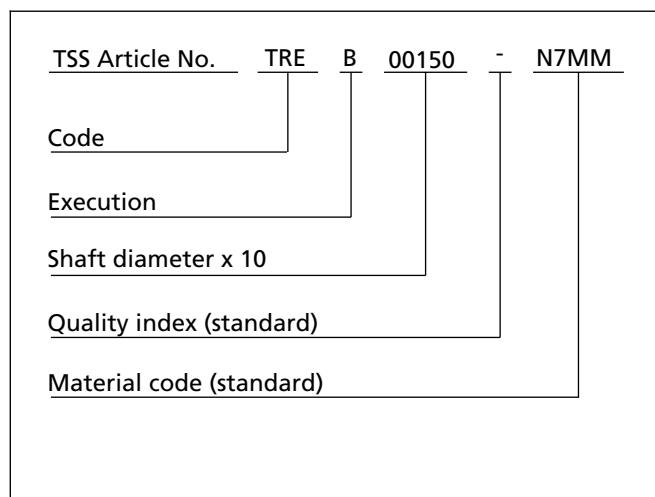 TSS Article No. TRE B 00150 - N7MM
Code
Execution
Shaft diameter x 10
Quality index (standard)
Material code (standard)